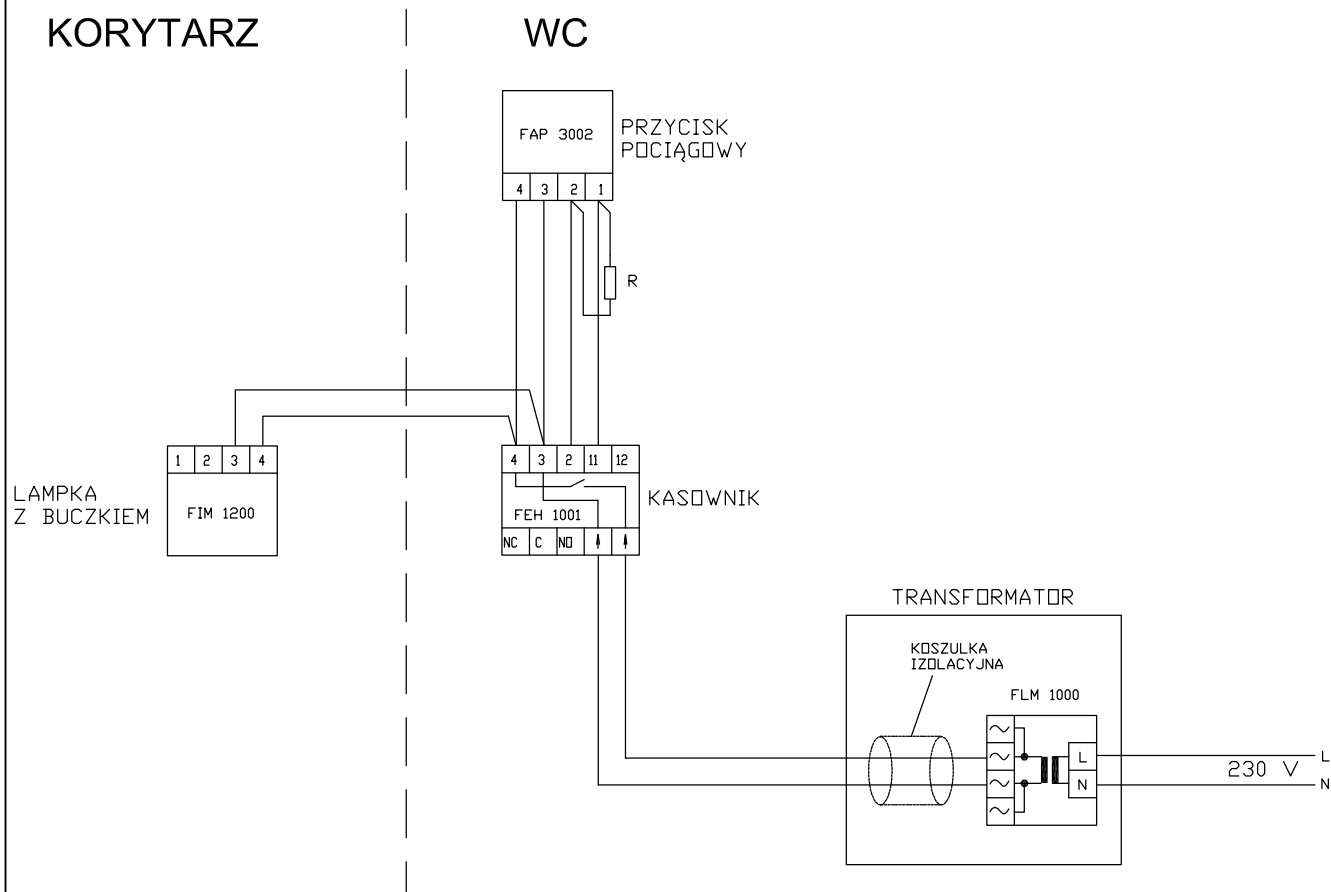 KORYTARZ
WC
FAP 3002
PRZYCISK
POCIĄGOWY
4 3 2 1
R
1 2 3 4
LAMPKA
Z BUCZKIEM
FIM 1200
4 3 2 11 12
KASOWNIK
FEH 1001
NC C NO
TRANSFORMATOR
KOSZULKA
IZOLACYJNA
FLM 1000
~
~
~
~
L
N
230 V
L
N